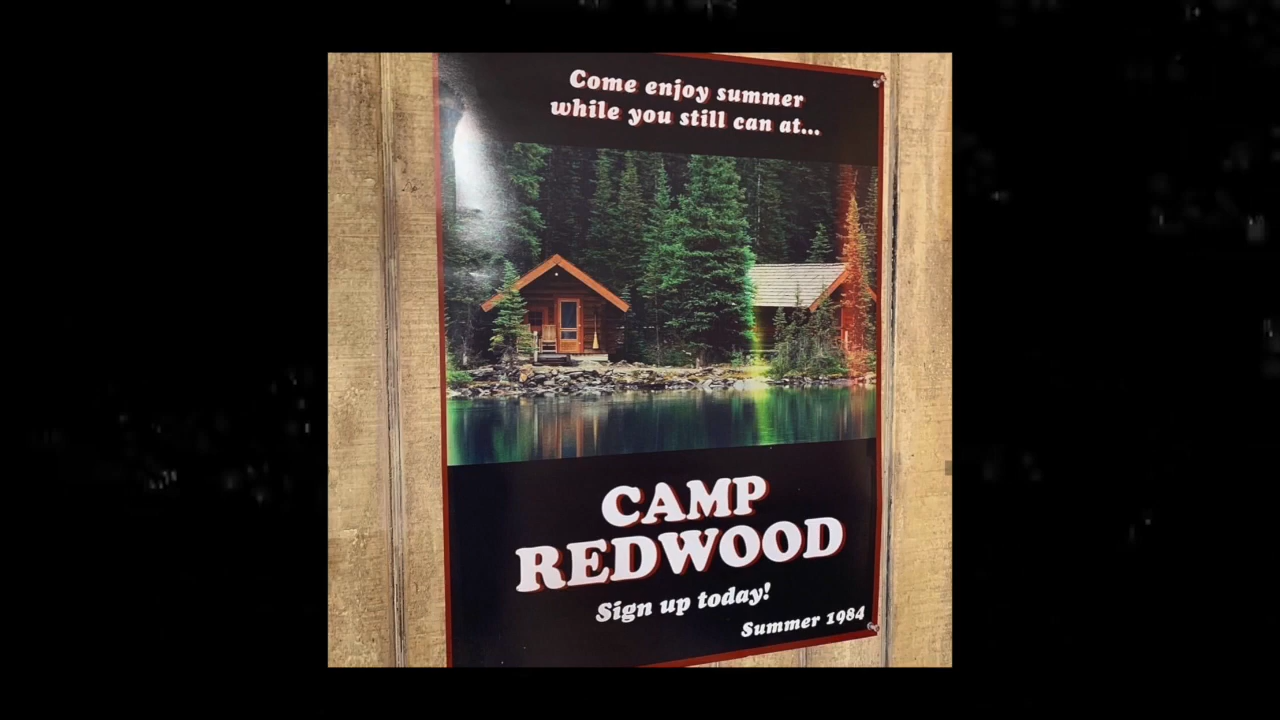 Come enjoy summer
while you still can at...
CAMP
REDWOOD
Sign up today!
Summer 1984